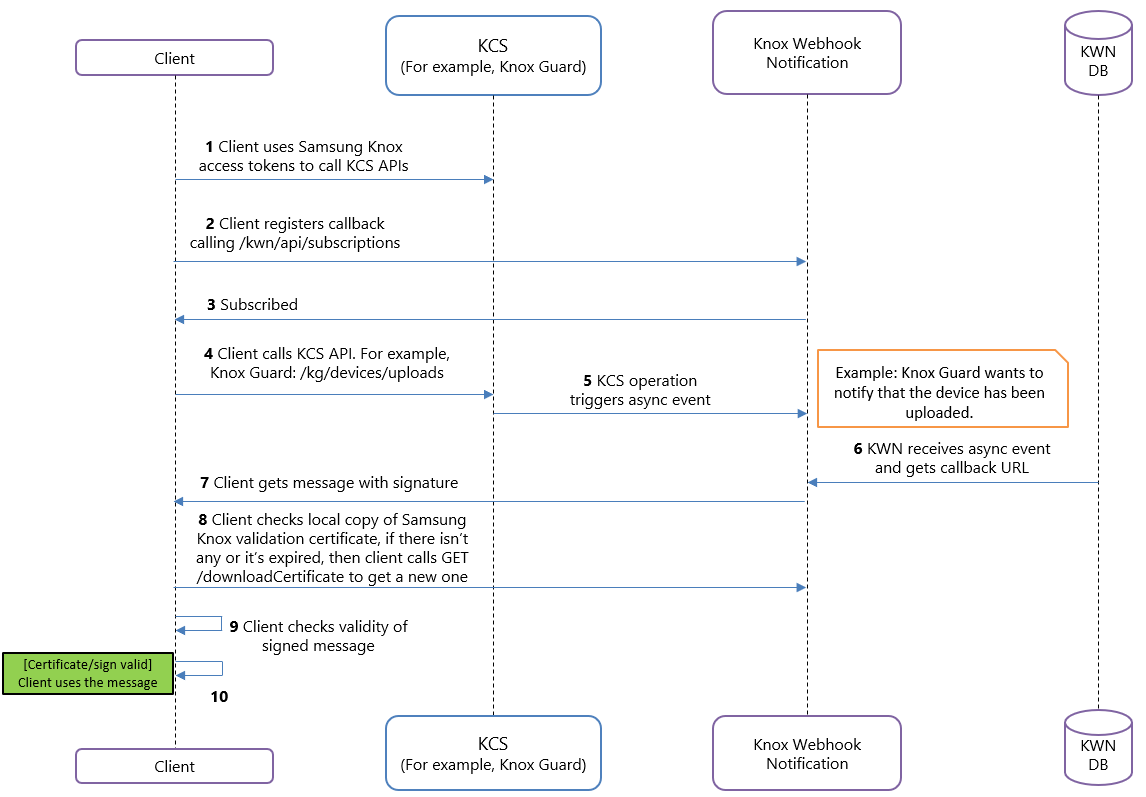 Client
KCS
(For example, Knox Guard)
Knox Webhook
Notification
KWN
DB
1 Client uses Samsung Knox
access tokens to call KCS APIs
2 Client registers callback
calling /kwn/api/subscriptions
3 Subscribed
4 Client calls KCS API. For example,
Knox Guard: /kg/devices/uploads
5 KCS operation
triggers async event
Example: Knox Guard wants to
notify that the device has been
uploaded.
6 KWN receives async event
and gets callback URL
7 Client gets message with signature
8 Client checks local copy of Samsung
Knox validation certificate, if there isn’t
any or it’s expired, then client calls GET
/downloadCertificate to get a new one
9 Client checks validity of
signed message
[Certificate/sign valid]
Client uses the message
10
Client
KCS
(For example, Knox Guard)
Knox Webhook
Notification
KWN
DB